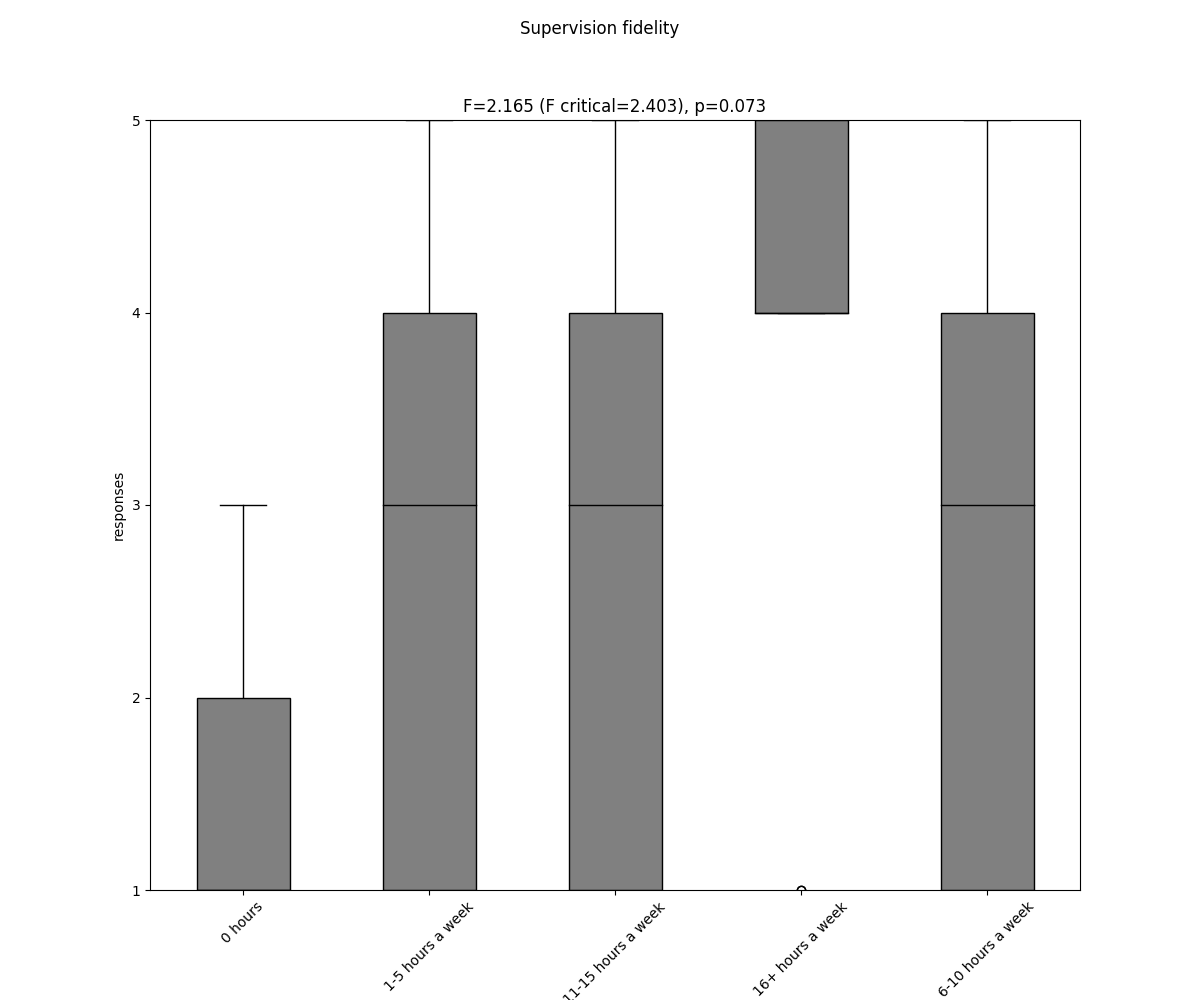 Supervision fidelity
F=2.165 (F critical=2.403), p=0.073
5
4
3
2
1
responses
0 hours
1-5 hours a week
11-15 hours a week
16+ hours a week
6-10 hours a week